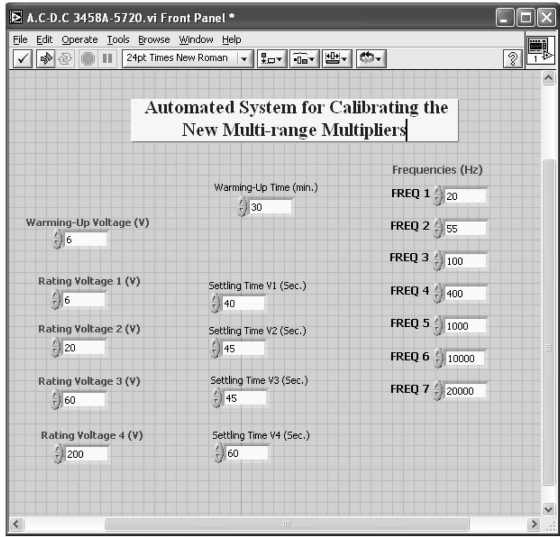 A.C-D.C 3458A-5720.vi Front Panel *
File Edit Operate Tools Browse Window Help
24pt Times New Roman
1
Automated System for Calibrating the
New Multi-range Multipliers
Frequencies (Hz)
Warming-Up Time (min.)
30
FREQ 1 20
Warming-Up Voltage (V)
6
FREQ 2 55
FREQ 3 100
Rating Voltage 1 (V)
6
Settling Time V1 (Sec.)
40
FREQ 4 400
Rating Voltage 2 (V)
20
Settling Time V2 (Sec.)
45
FREQ 5 1000
FREQ 6 10000
Rating Voltage 3 (V)
60
Settling Time V3 (Sec.)
45
FREQ 7 20000
Rating Voltage 4 (V)
200
Settling Time V4 (Sec.)
60